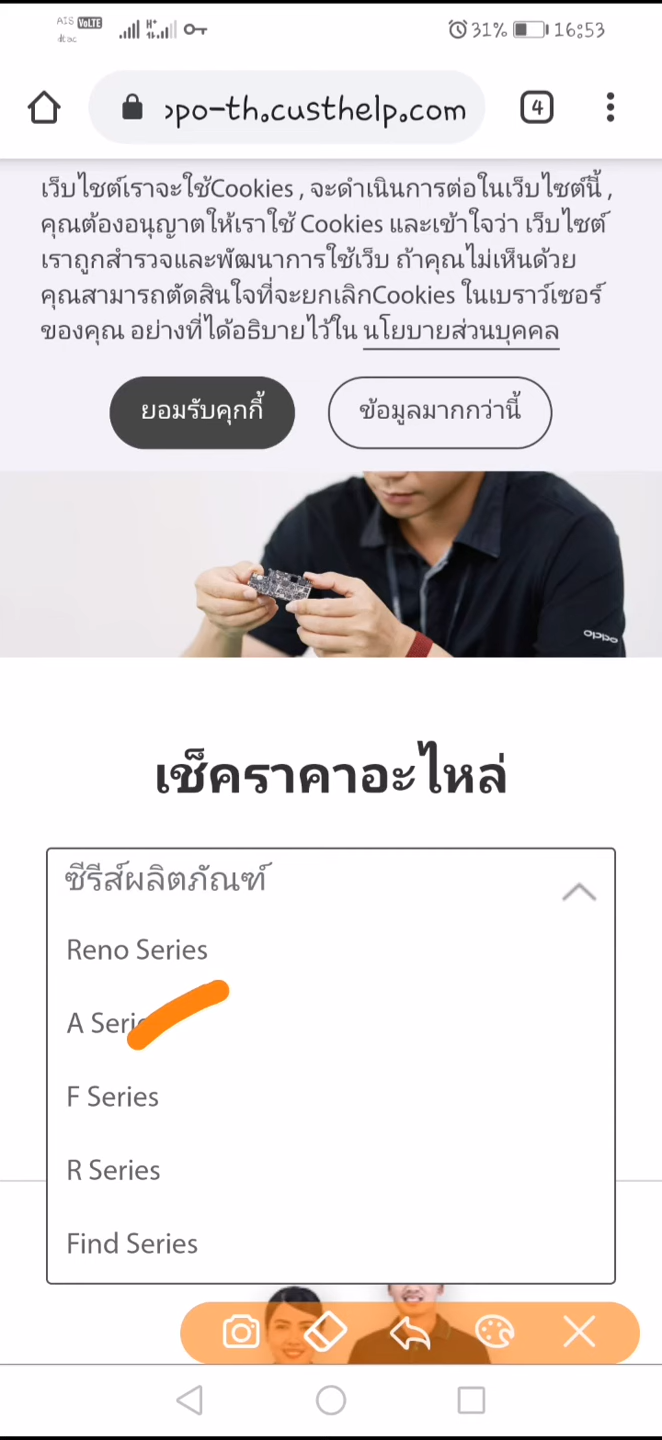 AIS VoLTE
dtac
H+
31% 16:53
ppo-th.custhelp.com
4
เว็บไซต์เราจะใช้Cookies , จะดำเนินการต่อในเว็บไซต์นี้ ,
คุณต้องอนุญาตให้เราใช้ Cookies และเข้าใจว่า เว็บไซต์
เราถูกสำรวจและพัฒนาการใช้เว็บ ถ้าคุณไม่เห็นด้วย
คุณสามารถตัดสินใจที่จะยกเลิกCookies ในเบราว์เซอร์
ของคุณ อย่างที่ได้อธิบายไว้ใน นโยบายส่วนบุคคล
ยอมรับคุกกี้
ข้อมูลมากกว่านี้
oppo
เช็คราคาอะไหล่
ซีรีส์ผลิตภัณฑ์
Reno Series
A Serie
F Series
R Series
Find Series